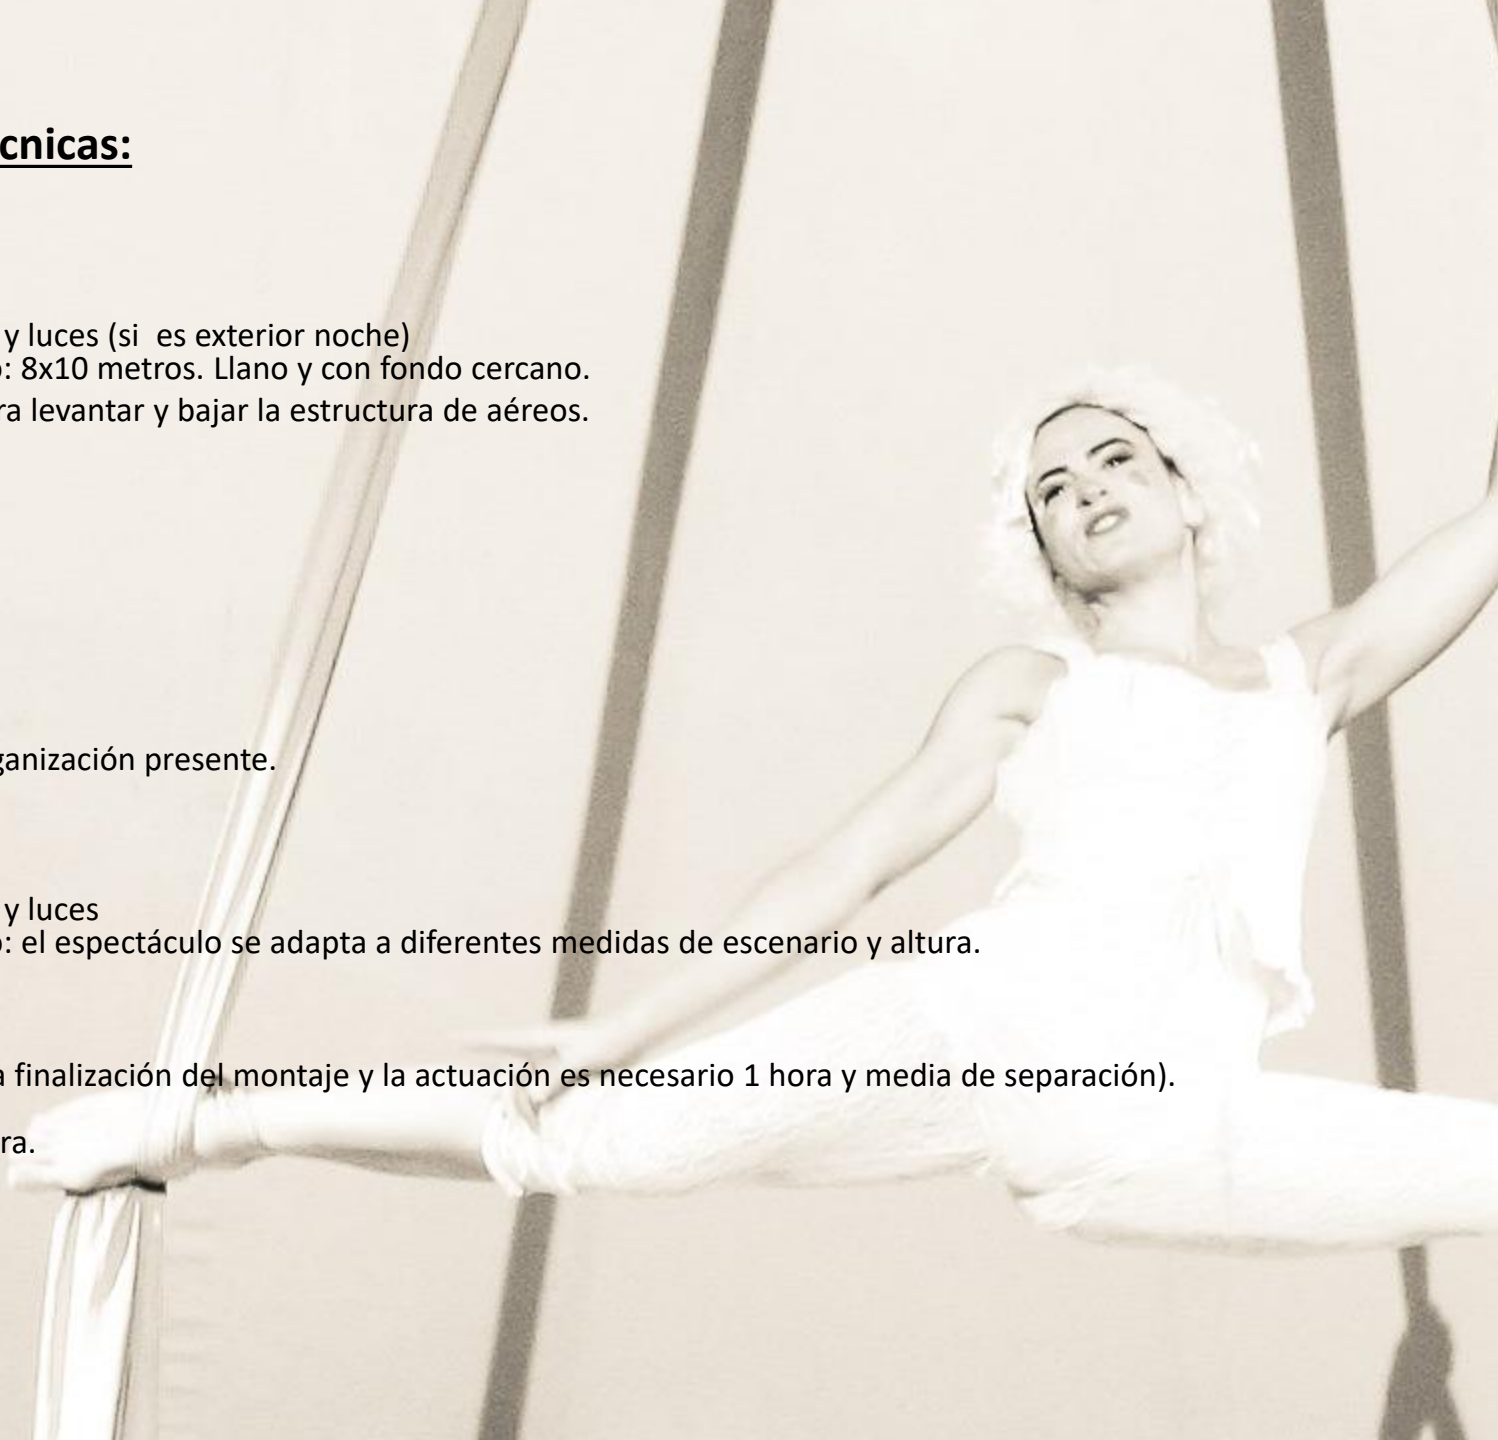 cnicas:
y luces (si  es exterior noche)
: 8x10 metros. Llano y con fondo cercano.
ra levantar y bajar la estructura de aéreos.
ganización presente.
y luces
: el espectáculo se adapta a diferentes medidas de escenario y altura.
a finalización del montaje y la actuación es necesario 1 hora y media de separación).
ra.